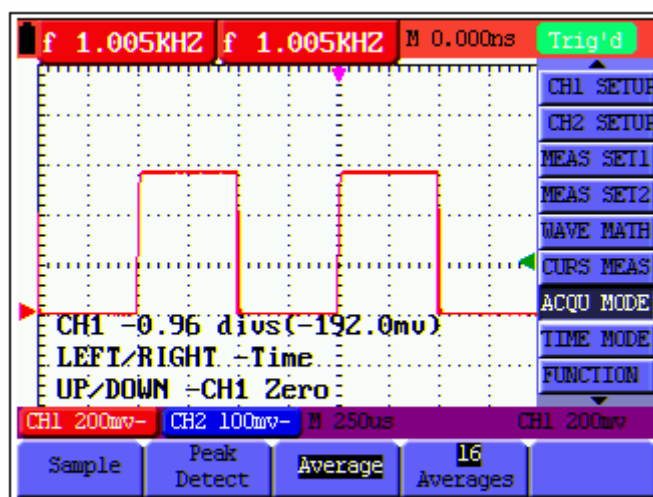 f 1.005KHZ f 1.005KHZ M 0.000ns Trig'd
CH1 SETUP
CH2 SETUP
MEAS SET1
MEAS SET2
WAVE MATH
CURS MEAS
ACQU MODE
TIME MODE
FUNCTION
CH1 -0.96 divs(-192.0mv)
LEFT/RIGHT -Time
UP/DOWN -CH1 Zero
CH1 200mv- CH2 100mv- M 250us CH1 200mv
Sample
Peak Detect
Average
16 Averages